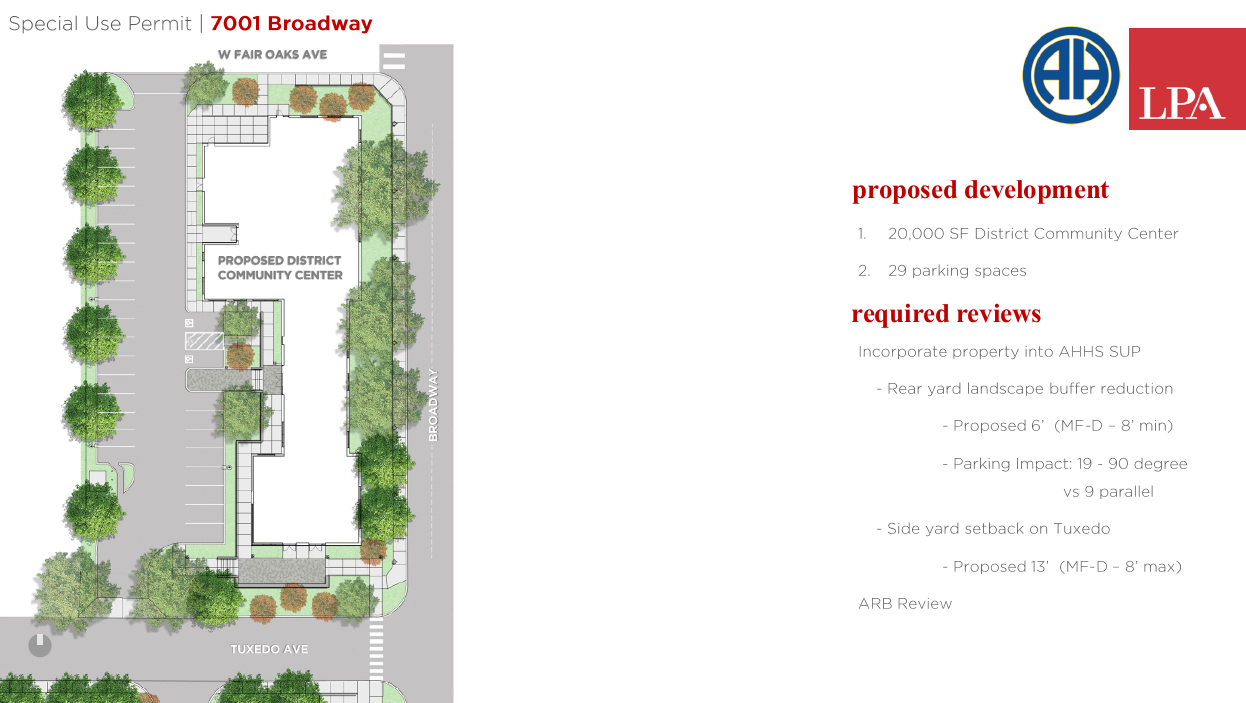 Special Use Permit | 7001 Broadway
W FAIR OAKS AVE
PROPOSED DISTRICT
COMMUNITY CENTER
BROADWAY
TUXEDO AVE
AH
LPA
proposed development
1. 20,000 SF District Community Center
2. 29 parking spaces
required reviews
Incorporate property into AHHS SUP
- Rear yard landscape buffer reduction
- Proposed 6’ (MF-D – 8’ min)
- Parking Impact: 19 - 90 degree
vs 9 parallel
- Side yard setback on Tuxedo
- Proposed 13’ (MF-D – 8’ max)
ARB Review